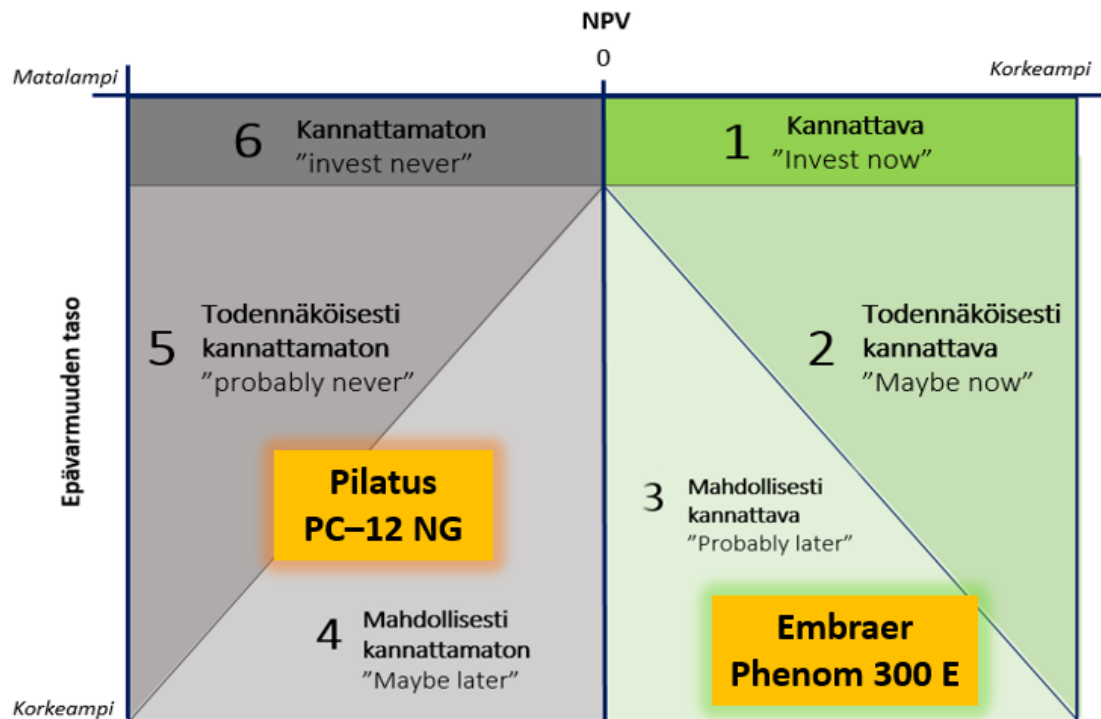 NPV
0
Matalampi
Korkeampi
6
Kannattamaton
"invest never"
1
Kannattava
"Invest now"
Epävarmuuden taso
5
Todennäköisesti
kannattamaton
"probably never"
2
Todennäköisesti
kannattava
"Maybe now"
Pilatus
PC–12 NG
3
Mahdollisesti
kannattava
"Probably later"
4
Mahdollisesti
kannattamaton
"Maybe later"
Embraer
Phenom 300 E
Korkeampi